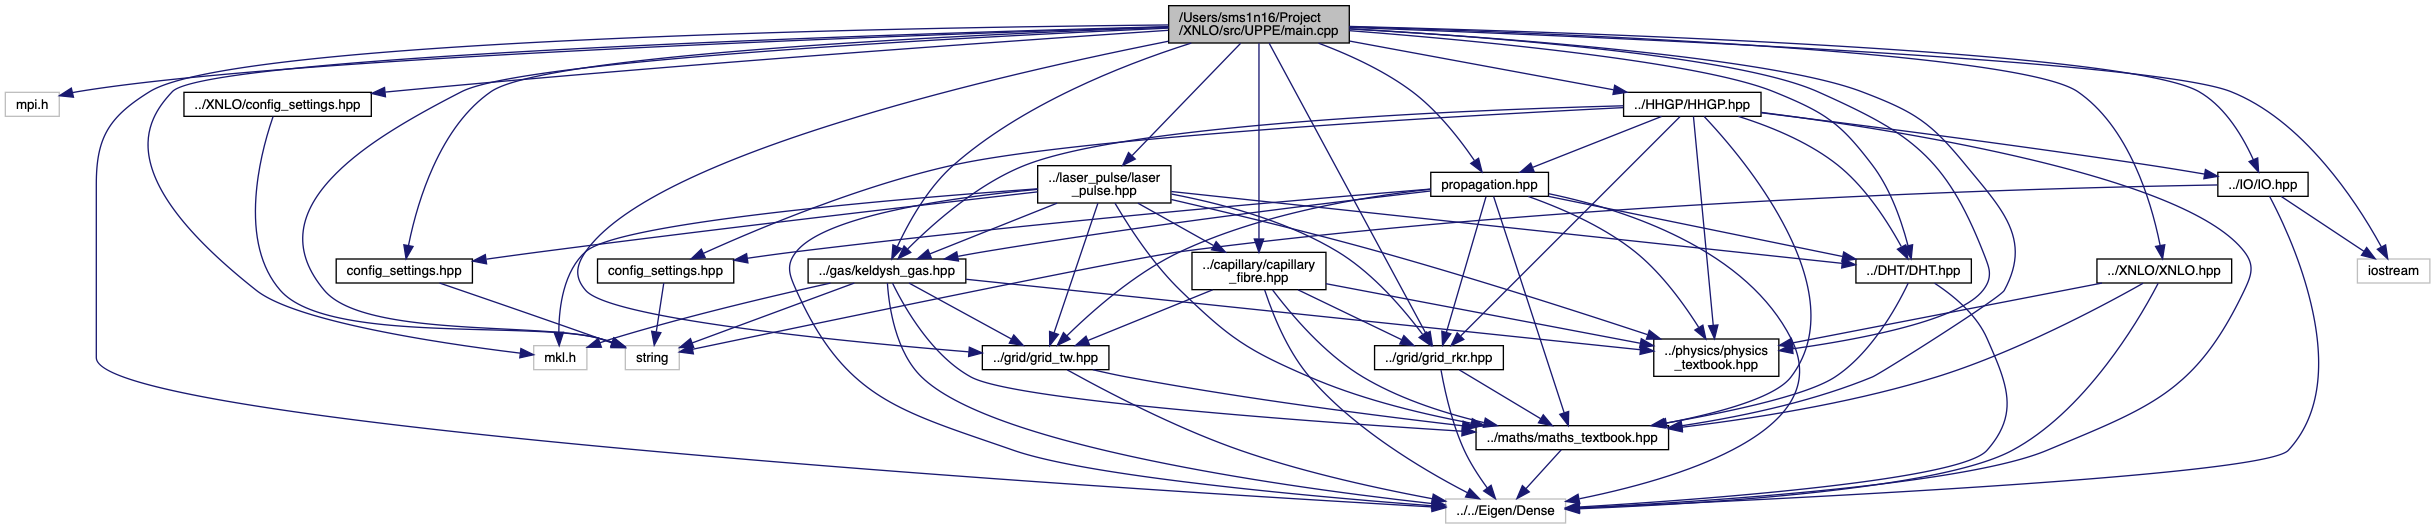 /Users/sms1n16/Project
/XNLO/src/UPPE/main.cpp
mpi.h
../XNLO/config_settings.hpp
../HHGP/HHGP.hpp
../laser_pulse/laser
_pulse.hpp
propagation.hpp
../IO/IO.hpp
config_settings.hpp
config_settings.hpp
../gas/keldysh_gas.hpp
../capillary/capillary
_fibre.hpp
../DHT/DHT.hpp
../XNLO/XNLO.hpp
iostream
mkl.h
string
../grid/grid_tw.hpp
../grid/grid_rkr.hpp
../physics/physics
_textbook.hpp
../maths/maths_textbook.hpp
../../Eigen/Dense